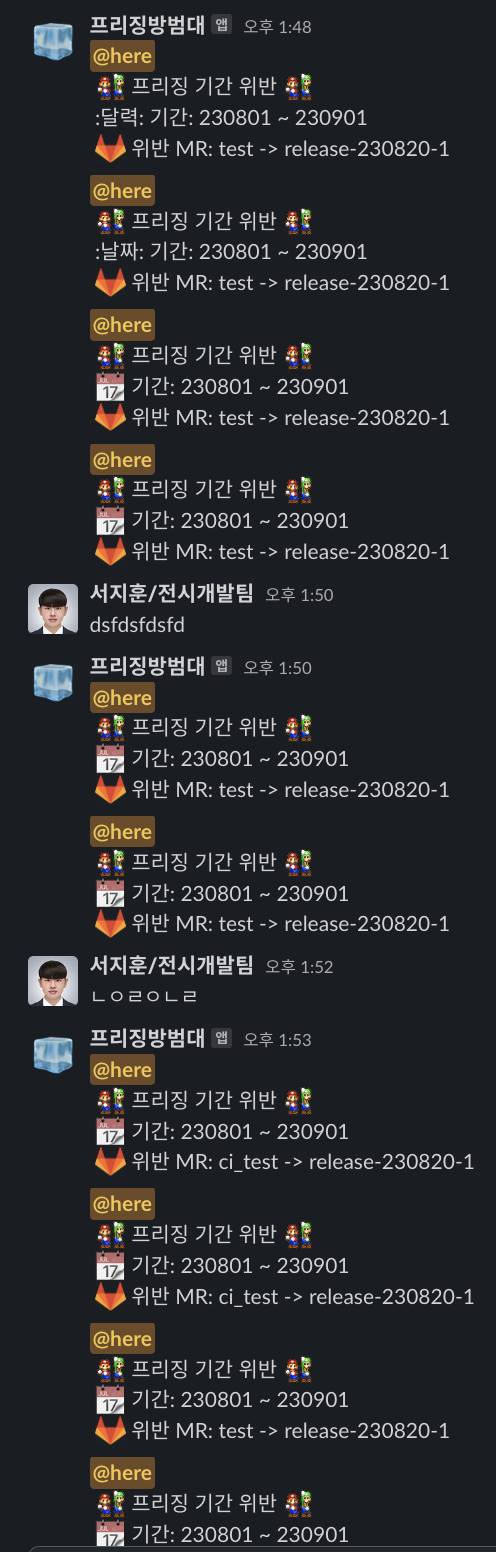 프리징방범대 앱 오후 1:48
@here
프리징 기간 위반
:달력: 기간: 230801 ~ 230901
위반 MR: test -> release-230820-1
@here
프리징 기간 위반
:날짜: 기간: 230801 ~ 230901
위반 MR: test -> release-230820-1
@here
프리징 기간 위반
JUL 17 기간: 230801 ~ 230901
위반 MR: test -> release-230820-1
@here
프리징 기간 위반
JUL 17 기간: 230801 ~ 230901
위반 MR: test -> release-230820-1
서지훈/전시개발팀 오후 1:50
dsfdsfdsfd
프리징방범대 앱 오후 1:50
@here
프리징 기간 위반
JUL 17 기간: 230801 ~ 230901
위반 MR: test -> release-230820-1
@here
프리징 기간 위반
JUL 17 기간: 230801 ~ 230901
위반 MR: test -> release-230820-1
서지훈/전시개발팀 오후 1:52
ㄴㅇㄹㅇㄴㄹ
프리징방범대 앱 오후 1:53
@here
프리징 기간 위반
JUL 17 기간: 230801 ~ 230901
위반 MR: ci_test -> release-230820-1
@here
프리징 기간 위반
JUL 17 기간: 230801 ~ 230901
위반 MR: ci_test -> release-230820-1
@here
프리징 기간 위반
JUL 17 기간: 230801 ~ 230901
위반 MR: test -> release-230820-1
@here
프리징 기간 위반
JUL 17 기간: 230801 ~ 230901